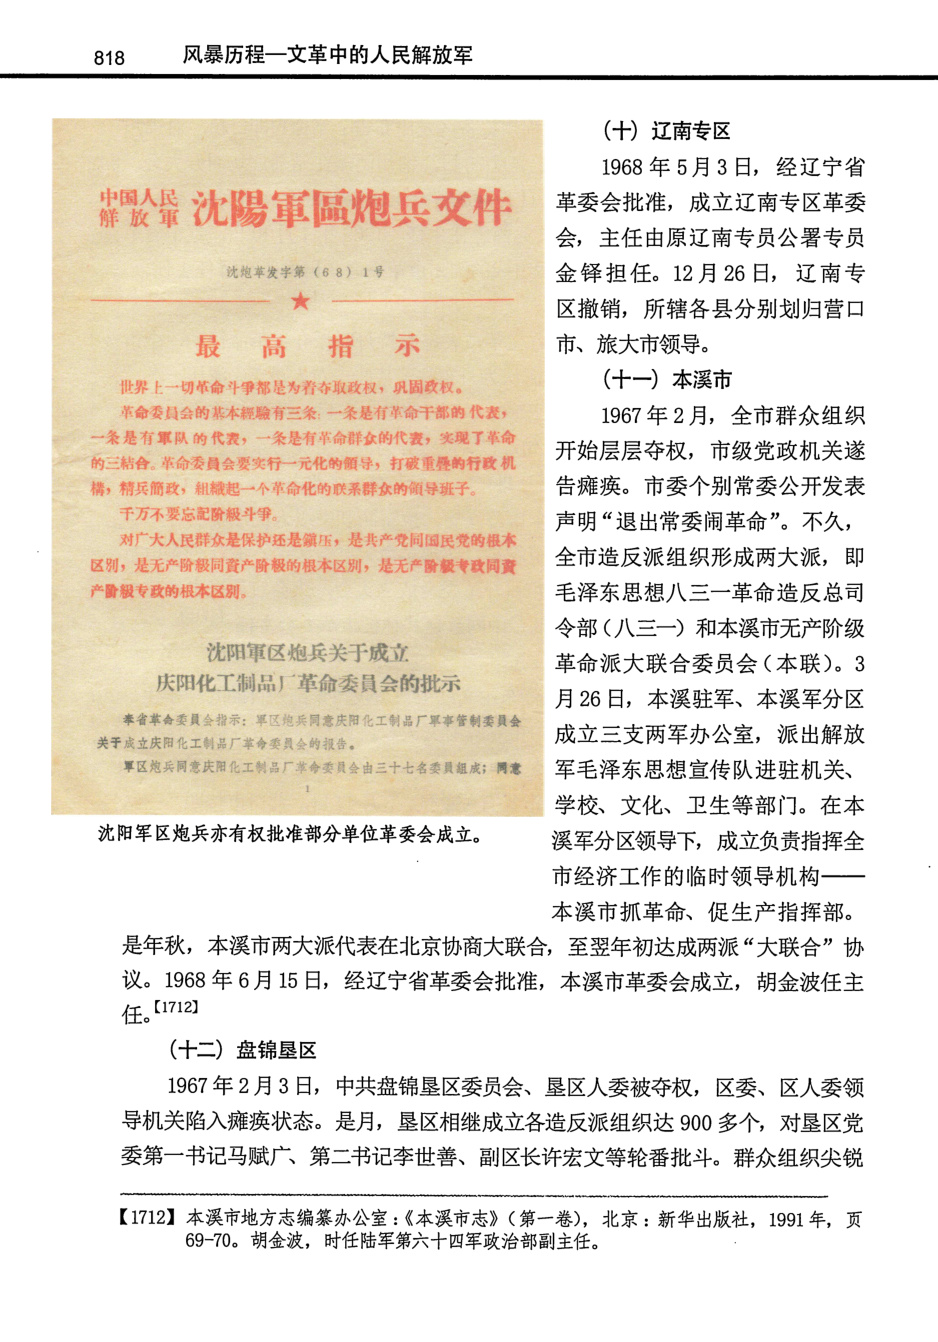 818 风暴历程—文革中的人民解放军
中国人民
解放軍
沈陽軍區炮兵文件
沈炮革发字第(68)1号
最高指示
世界上一切革命斗爭都是为着夺取政权，巩固政权。
革命委員会的基本經驗有三条：一条是有革命干部的代表，
一条是有軍队的代表，一条是有革命群众的代表，实现了革命
的三結合。革命委員会要实行一元化的領导，打破重叠的行政机
構，精兵簡政，組織起一个革命化的联系群众的領导班子。
千万不要忘記阶級斗爭。
对广大人民群众是保护还是鎮压，是共产党同国民党的根本
区别，是无产阶級同資产阶級的根本区别，是无产阶級专政同資
产阶級专政的根本区别。
沈阳軍区炮兵关于成立
庆阳化工制品厂革命委員会的批示
奉省革命委員会指示：軍区炮兵同意庆阳化工制品厂軍事管制委員会
关于成立庆阳化工制品厂革命委員会的报告。
軍区炮兵同意庆阳化工制品厂革命委員会由三十七名委員組成；同意
1
沈阳军区炮兵亦有权批准部分单位革委会成立。
（十）辽南专区
1968 年 5 月 3 日，经辽宁省
革委会批准，成立辽南专区革委
会，主任由原辽南专员公署专员
金铎担任。12 月 26 日，辽南专
区撤销，所辖各县分别划归营口
市、旅大市领导。
（十一）本溪市
1967 年 2 月，全市群众组织
开始层层夺权，市级党政机关遂
告瘫痪。市委个别常委公开发表
声明“退出常委闹革命”。不久，
全市造反派组织形成两大派，即
毛泽东思想八三一革命造反总司
令部（八三一）和本溪市无产阶级
革命派大联合委员会（本联）。3
月 26 日，本溪驻军、本溪军分区
成立三支两军办公室，派出解放
军毛泽东思想宣传队进驻机关、
学校、文化、卫生等部门。在本
溪军分区领导下，成立负责指挥全
市经济工作的临时领导机构——
本溪市抓革命、促生产指挥部。
是年秋，本溪市两大派代表在北京协商大联合，至翌年初达成两派“大联合”协
议。1968 年 6 月 15 日，经辽宁省革委会批准，本溪市革委会成立，胡金波任主
任。【1712】
（十二）盘锦垦区
1967 年 2 月 3 日，中共盘锦垦区委员会、垦区人委被夺权，区委、区人委领
导机关陷入瘫痪状态。是月，垦区相继成立各造反派组织达 900 多个，对垦区党
委第一书记马赋广、第二书记李世善、副区长许宏文等轮番批斗。群众组织尖锐
【1712】 本溪市地方志编纂办公室：《本溪市志》（第一卷），北京：新华出版社，1991 年，页
69-70。胡金波，时任陆军第六十四军政治部副主任。